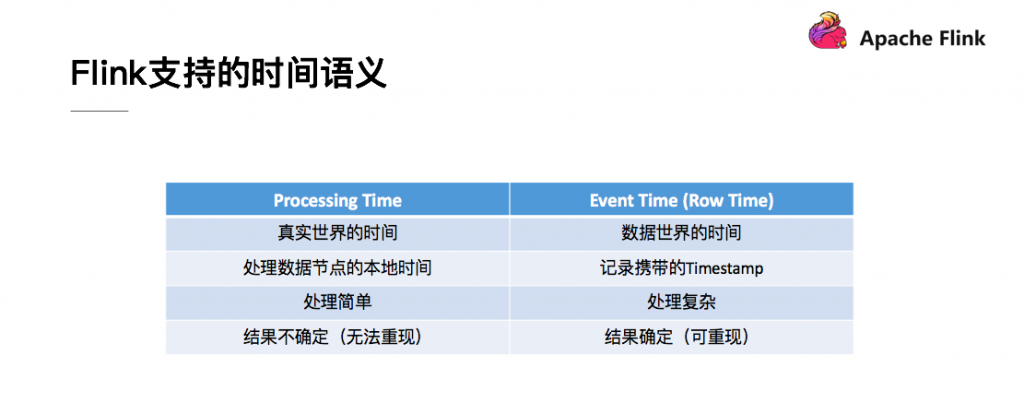 Apache Flink
Flink支持的时间语义
Processing Time Event Time (Row Time)
真实世界的时间 数据世界的时间
处理数据节点的本地时间 记录携带的Timestamp
处理简单 处理复杂
结果不确定（无法重现） 结果确定（可重现）